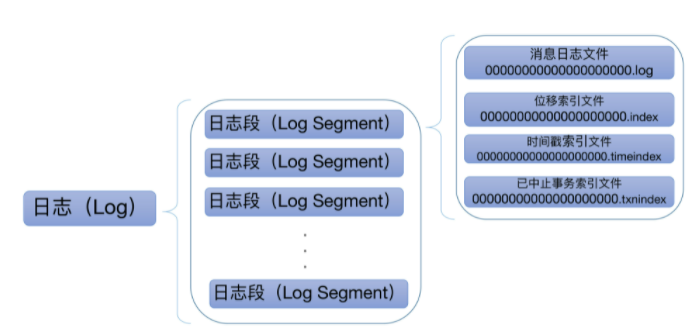 日志（Log）
日志段（Log Segment）
日志段（Log Segment）
日志段（Log Segment）
日志段（Log Segment）
消息日志文件
00000000000000000000.log
位移索引文件
00000000000000000000.index
时间戳索引文件
00000000000000000000.timeindex
已中止事务索引文件
00000000000000000000.txnindex